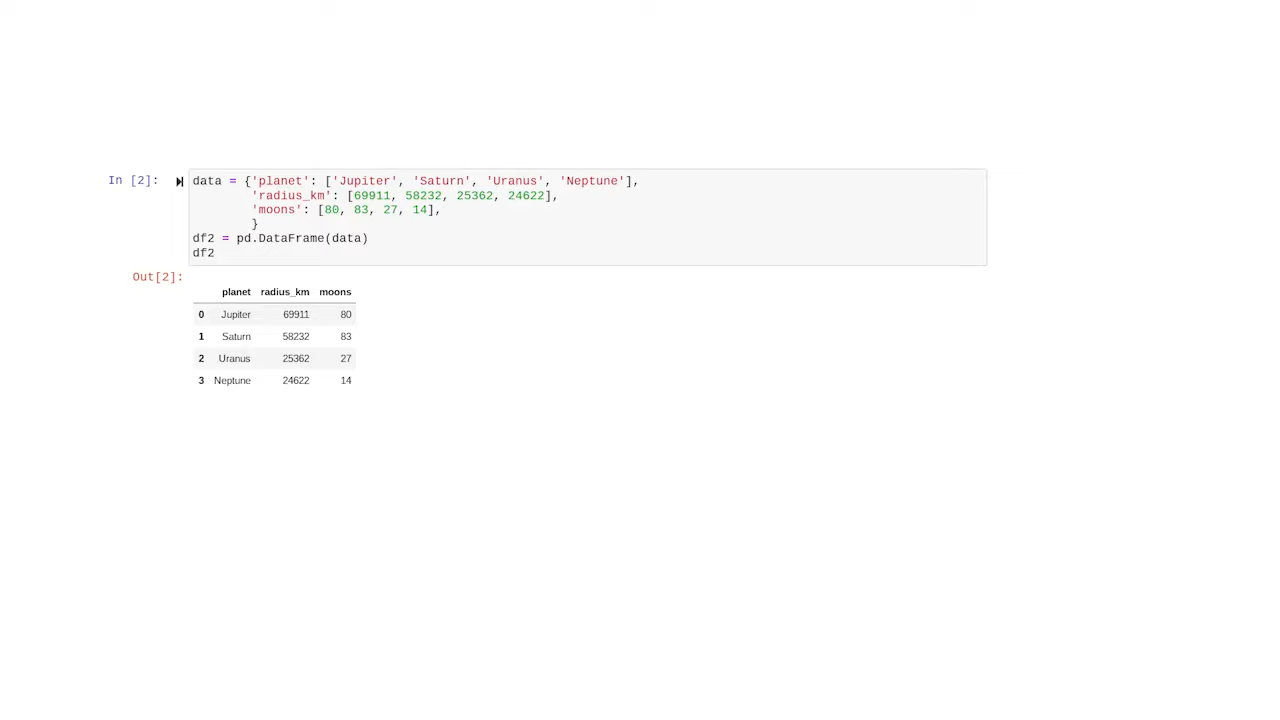 In [2]: data = {'planet': ['Jupiter', 'Saturn', 'Uranus', 'Neptune'],
'radius_km': [69911, 58232, 25362, 24622],
'moons': [80, 83, 27, 14],
}
df2 = pd.DataFrame(data)
df2
Out[2]:
planet radius_km moons
0 Jupiter 69911 80
1 Saturn 58232 83
2 Uranus 25362 27
3 Neptune 24622 14